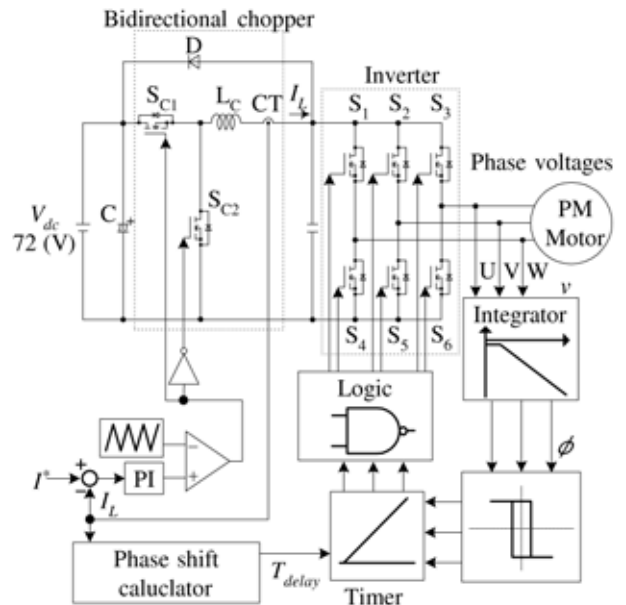 Bidirectional chopper
D
Inverter
S_C1
L_C
CT
I_L
S_1
S_2
S_3
Phase voltages
S_C2
C
+
V_dc
72 (V)
PM
Motor
U
V
W
v
S_4
S_5
S_6
Integrator
Logic
ϕ
I*
+
−
PI
−
+
I_L
Phase shift
caluclator
T_delay
Timer